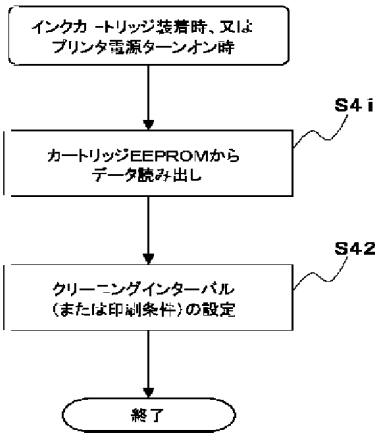 インクカートリッジ装着時、又は
プリンタ電源ターンオン時
S4i
カートリッジEEPROMから
データ読み出し
S42
クリーニングインターバル
(または印刷条件)の設定
終了